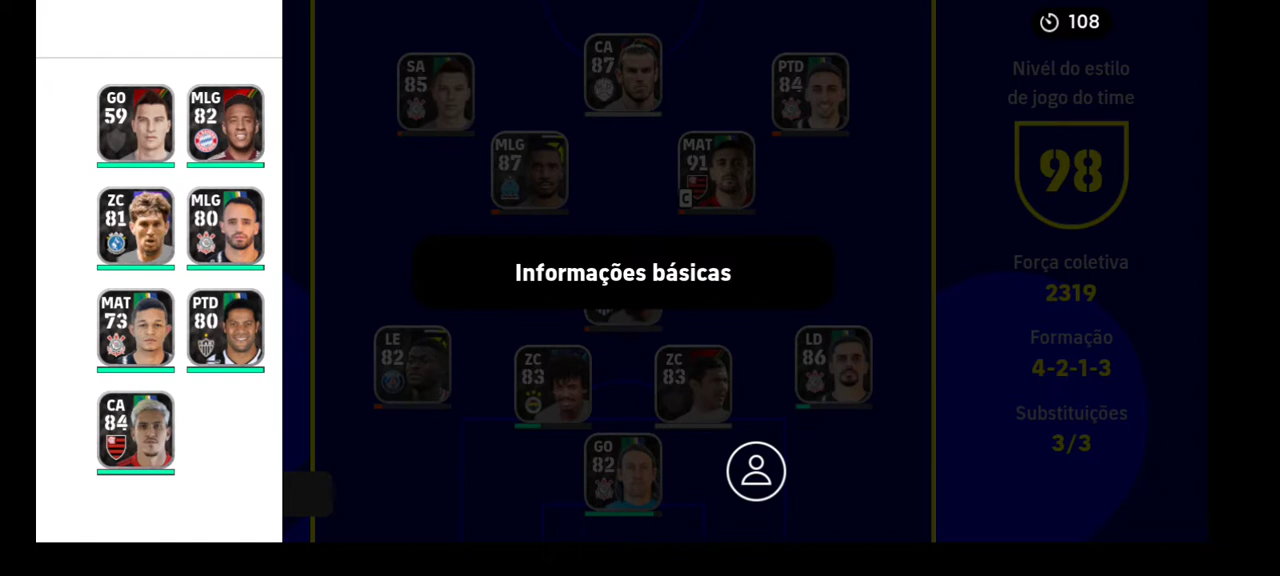 108
GO
59
MLG
82
ZC
81
MLG
80
MAT
73
PTD
80
CA
84
SA
85
CA
87
PTD
84
MLG
87
MAT
91
C
Informações básicas
LE
82
ZC
83
ZC
83
LD
86
GO
82
Nivél do estilo
de jogo do time
98
Força coletiva
2319
Formação
4-2-1-3
Substituições
3/3